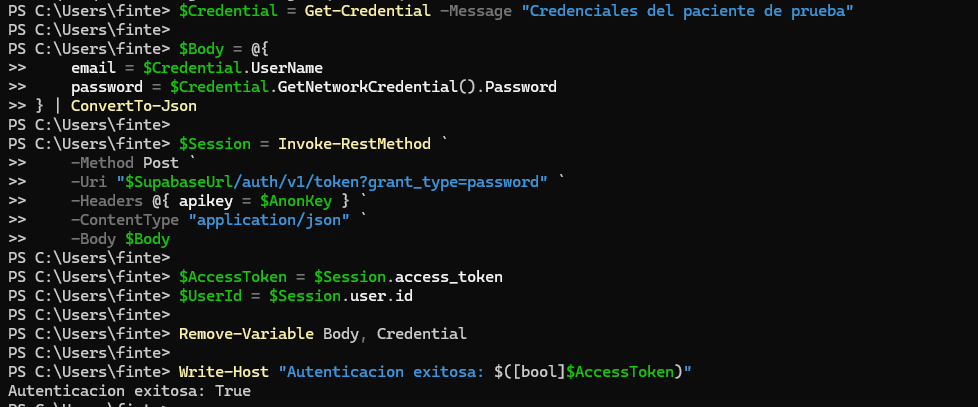 PS C:\Users\finte> $Credential = Get-Credential -Message "Credenciales del paciente de prueba"
PS C:\Users\finte>
PS C:\Users\finte> $Body = @{
>>     email = $Credential.UserName
>>     password = $Credential.GetNetworkCredential().Password
>> } | ConvertTo-Json
PS C:\Users\finte>
PS C:\Users\finte> $Session = Invoke-RestMethod `
>>     -Method Post `
>>     -Uri "$SupabaseUrl/auth/v1/token?grant_type=password" `
>>     -Headers @{ apikey = $AnonKey } `
>>     -ContentType "application/json" `
>>     -Body $Body
PS C:\Users\finte>
PS C:\Users\finte> $AccessToken = $Session.access_token
PS C:\Users\finte> $UserId = $Session.user.id
PS C:\Users\finte>
PS C:\Users\finte> Remove-Variable Body, Credential
PS C:\Users\finte>
PS C:\Users\finte> Write-Host "Autenticacion exitosa: $([bool]$AccessToken)"
Autenticacion exitosa: True
PS C:\Users\finte>